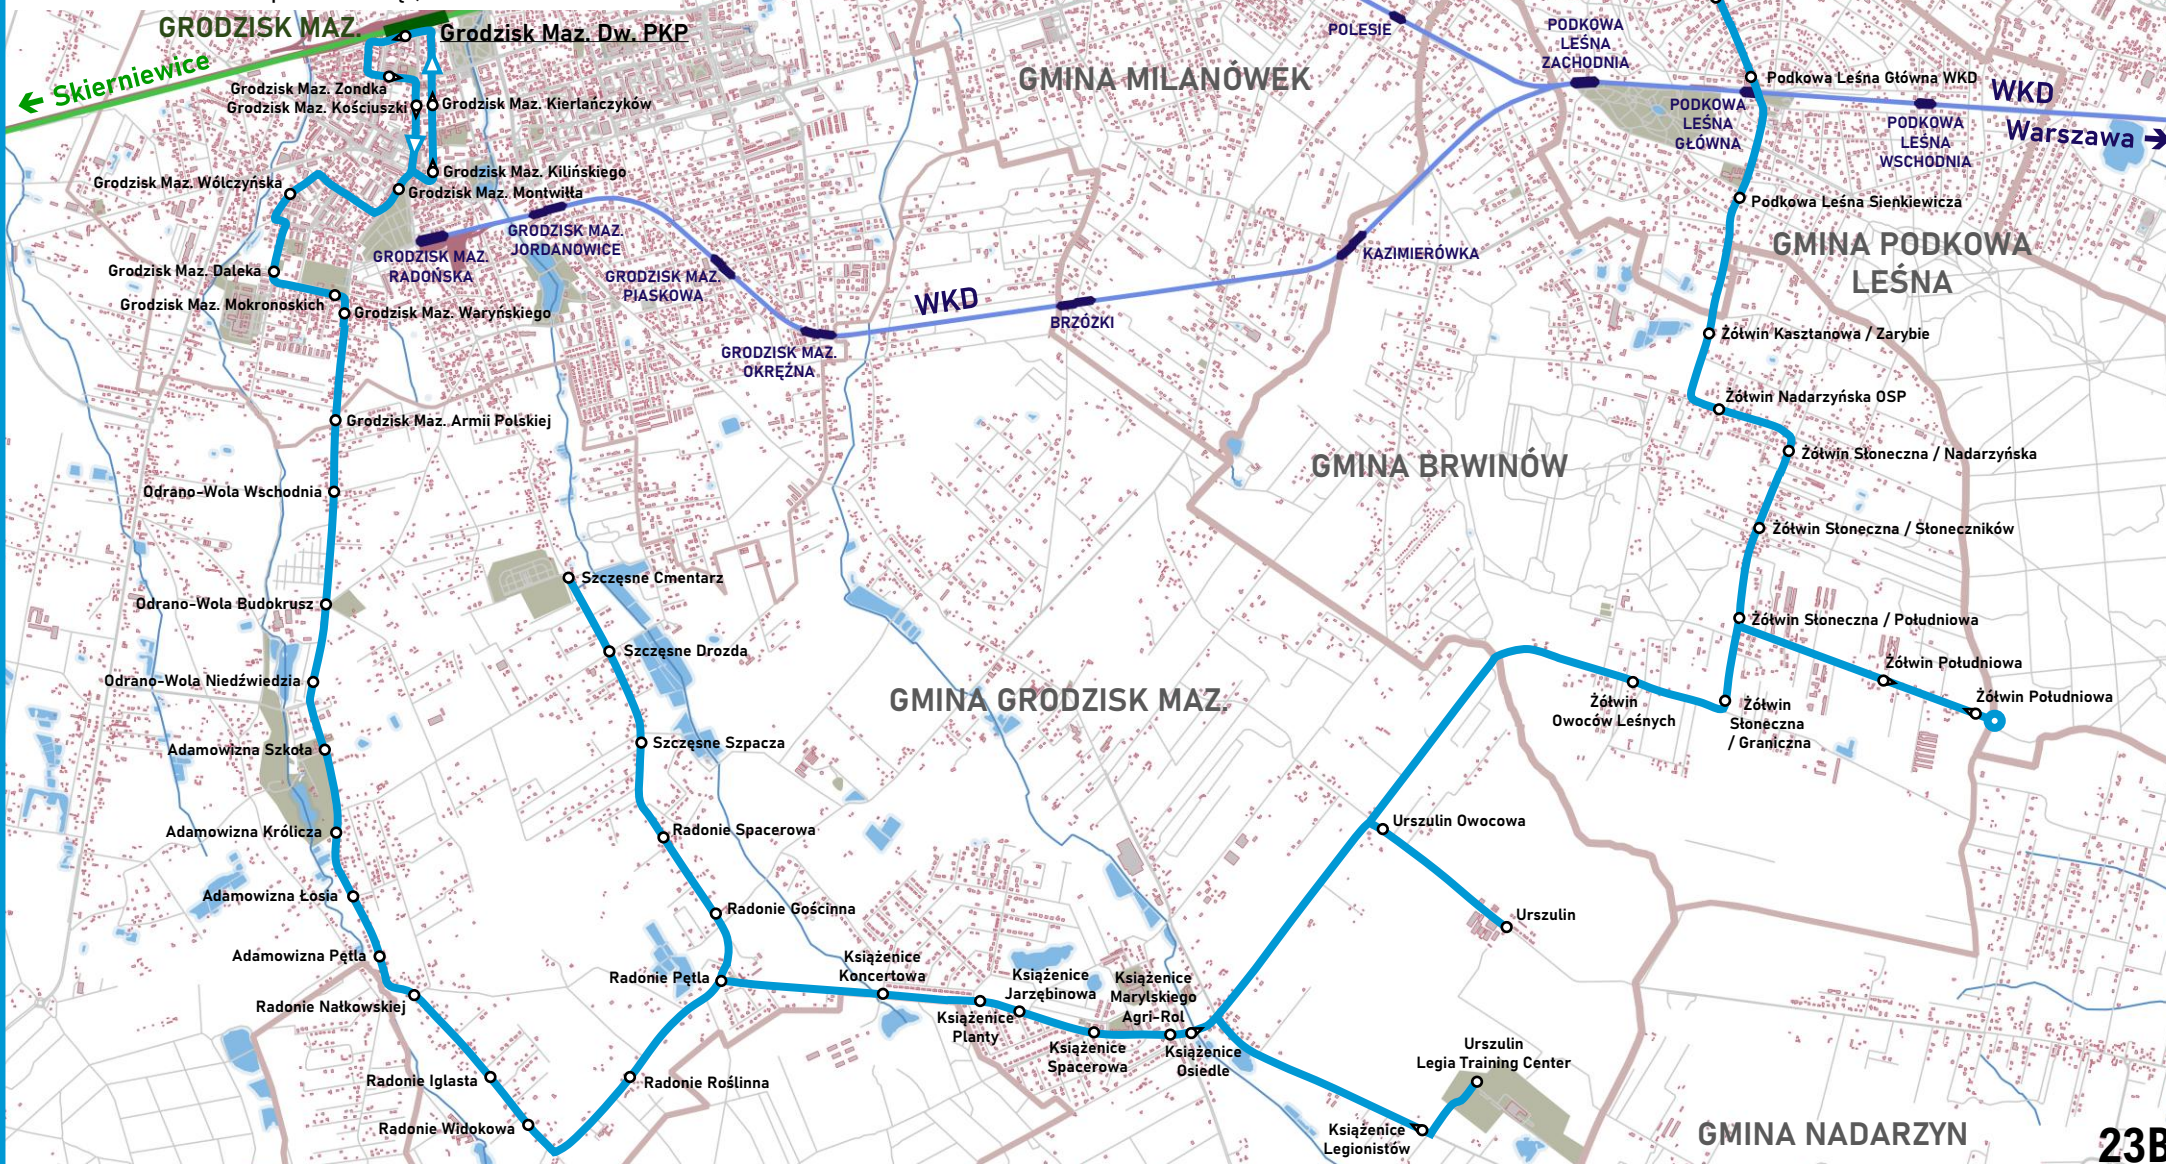 GRODZISK MAZ.
Grodzisk Maz. Dw. PKP
← Skierniewice
Grodzisk Maz. Zondka
Grodzisk Maz. Kościuszki
Grodzisk Maz. Kierlańczyków
Grodzisk Maz. Kilińskiego
Grodzisk Maz. Montwiłła
Grodzisk Maz. Wólczyńska
Grodzisk Maz. Daleka
Grodzisk Maz. Mokronoskich
Grodzisk Maz. Waryńskiego
Grodzisk Maz. Armii Polskiej
Odrano-Wola Wschodnia
Odrano-Wola Budokrusz
Odrano-Wola Niedźwiedzia
Adamowizna Szkoła
Adamowizna Królicza
Adamowizna Łosia
Adamowizna Pętla
Radonie Nałkowskiej
Radonie Iglasta
Radonie Widokowa
Radonie Roślinna
Radonie Pętla
Radonie Gościnna
Radonie Spacerowa
Szczęsne Szpacza
Szczęsne Drozda
Szczęsne Cmentarz
GRODZISK MAZ.
RADOŃSKA
GRODZISK MAZ.
JORDANOWICE
GRODZISK MAZ.
PIASKOWA
GRODZISK MAZ.
OKRĘŻNA
WKD
BRZÓZKI
KAZIMIERÓWKA
POLESIE
PODKOWA
LEŚNA
ZACHODNIA
PODKOWA
LEŚNA
GŁÓWNA
PODKOWA
LEŚNA
WSCHODNIA
WKD
Warszawa →
GMINA MILANÓWEK
GMINA PODKOWA
LEŚNA
GMINA BRWINÓW
GMINA GRODZISK MAZ.
GMINA NADARZYN
Podkowa Leśna Główna WKD
Podkowa Leśna Sienkiewicza
Żółwin Kasztanowa / Zarybie
Żółwin Nadarzyńska OSP
Żółwin Słoneczna / Nadarzyńska
Żółwin Słoneczna / Słoneczników
Żółwin Słoneczna / Południowa
Żółwin Południowa
Żółwin Południowa
Żółwin
Słoneczna
/ Graniczna
Żółwin
Owoców Leśnych
Urszulin Owocowa
Urszulin
Książenice
Koncertowa
Książenice
Planty
Książenice
Jarzębinowa
Książenice
Spacerowa
Książenice
Marylskiego
Agri-Rol
Książenice
Osiedle
Książenice
Legionistów
Urszulin
Legia Training Center